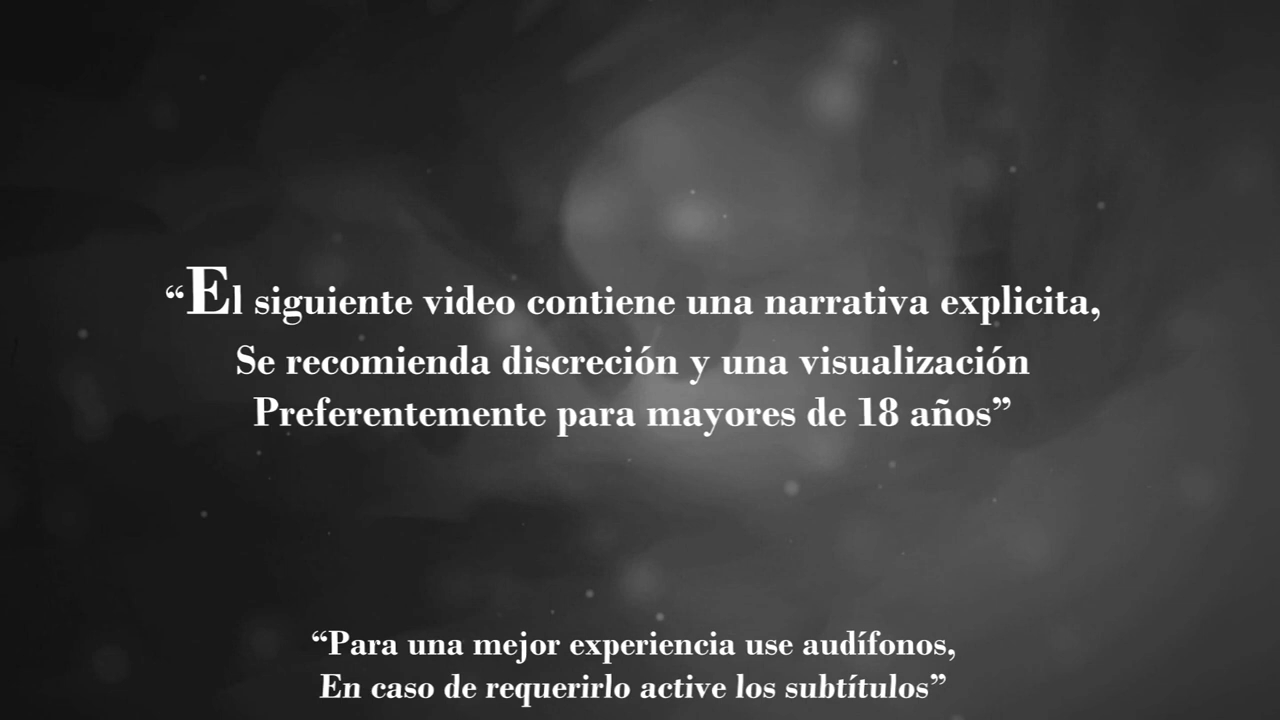 “El siguiente video contiene una narrativa explicita,
Se recomienda discreción y una visualización
Preferentemente para mayores de 18 años”
“Para una mejor experiencia use audífonos,
En caso de requerirlo active los subtítulos”